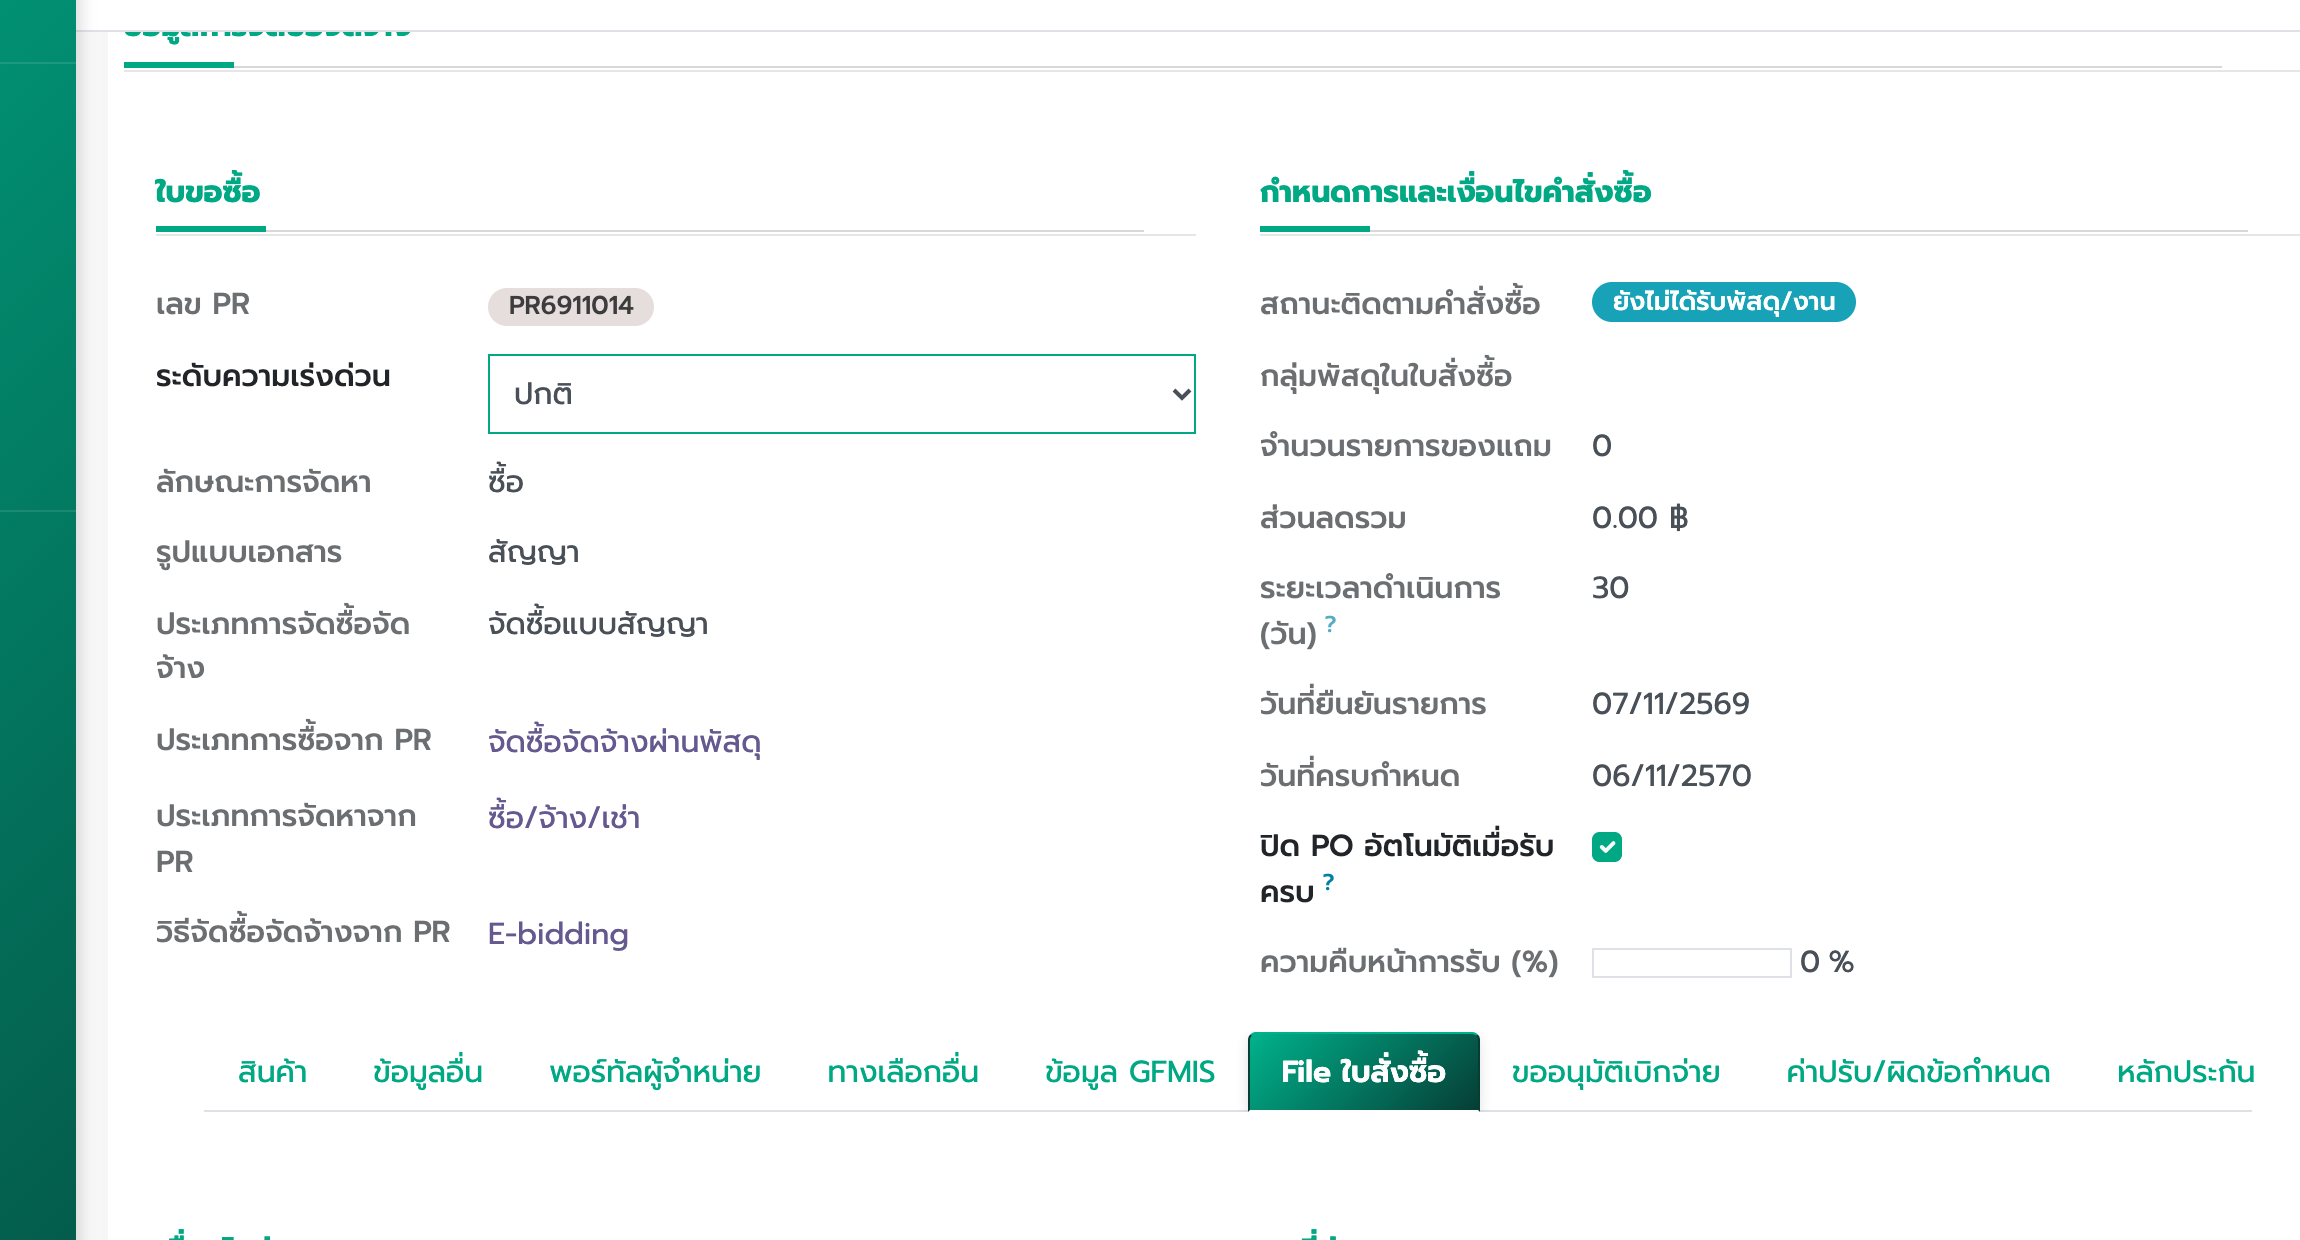 ใบขอซื้อ
เลข PR PR6911014
ระดับความเร่งด่วน ปกติ
ลักษณะการจัดหา ซื้อ
รูปแบบเอกสาร สัญญา
ประเภทการจัดซื้อจัด จัดซื้อแบบสัญญา
จ้าง
ประเภทการซื้อจาก PR จัดซื้อจัดจ้างผ่านพัสดุ
ประเภทการจัดหาจาก ซื้อ/จ้าง/เช่า
PR
วิธีจัดซื้อจัดจ้างจาก PR E-bidding
กำหนดการและเงื่อนไขคำสั่งซื้อ
สถานะติดตามคำสั่งซื้อ ยังไม่ได้รับพัสดุ/งาน
กลุ่มพัสดุในใบสั่งซื้อ
จำนวนรายการของแถม 0
ส่วนลดรวม 0.00 ฿
ระยะเวลาดำเนินการ 30
(วัน) ?
วันที่ยืนยันรายการ 07/11/2569
วันที่ครบกำหนด 06/11/2570
ปิด PO อัตโนมัติเมื่อรับ
ครบ ?
ความคืบหน้าการรับ (%) 0 %
สินค้า ข้อมูลอื่น พอร์ทัลผู้จำหน่าย ทางเลือกอื่น ข้อมูล GFMIS File ใบสั่งซื้อ ขออนุมัติเบิกจ่าย ค่าปรับ/ผิดข้อกำหนด หลักประกัน